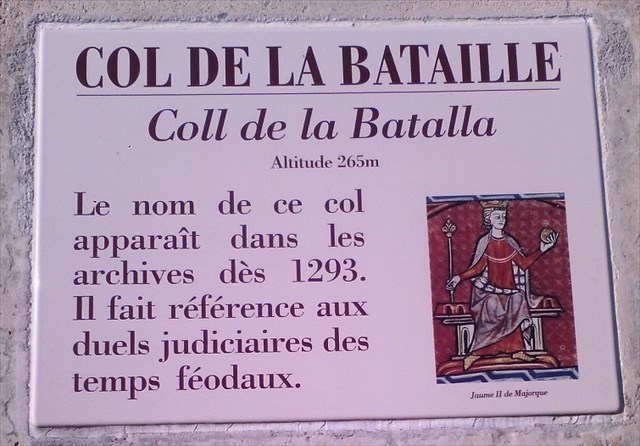 COL DE LA BATAILLE
Coll de la Batalla
Altitude 265m
Le nom de ce col
apparaît dans les
archives dès 1293.
Il fait référence aux
duels judiciaires des
temps féodaux.
Jaume II de Majorque